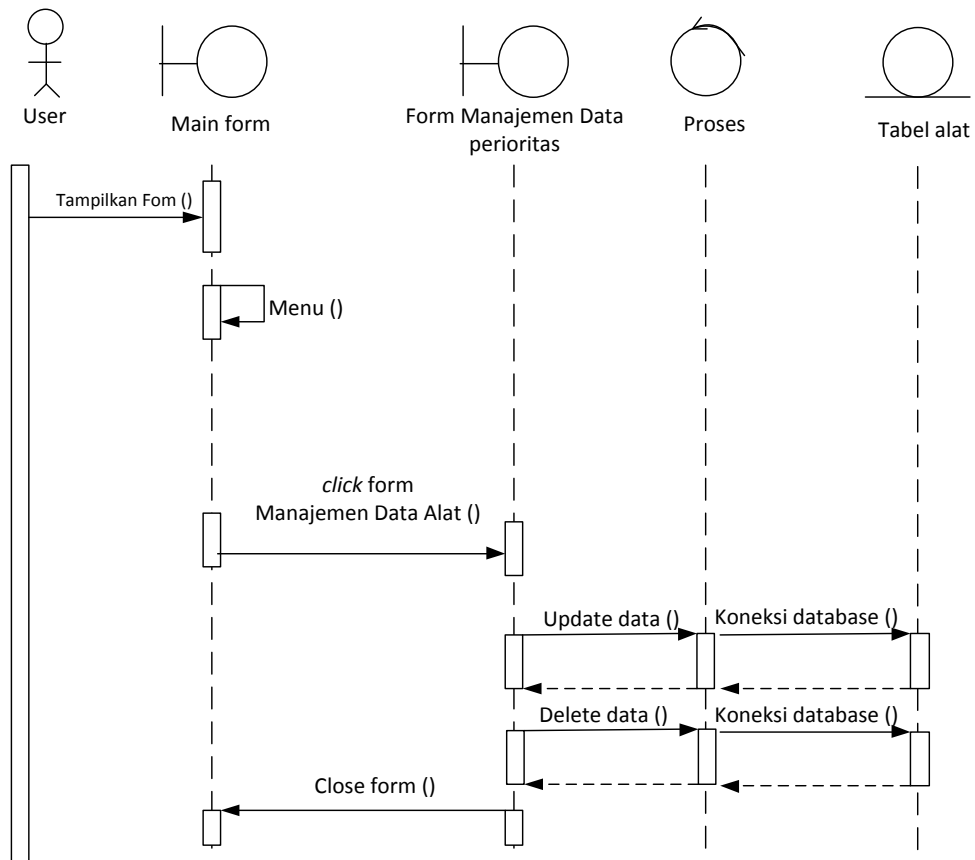 User
Main form
Form Manajemen Data
perioritas
Proses
Tabel alat
Tampilkan Fom ()
Menu ()
click form
Manajemen Data Alat ()
Update data ()
Koneksi database ()
Delete data ()
Koneksi database ()
Close form ()